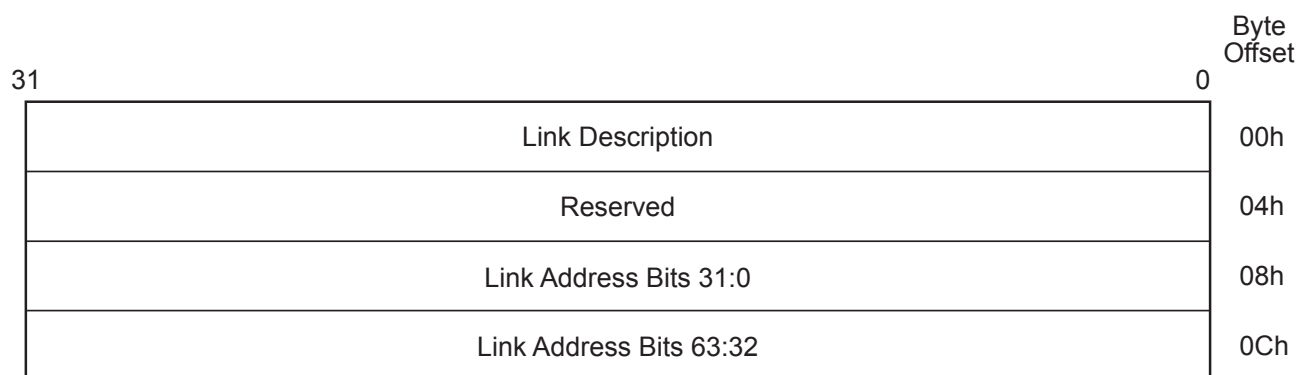 Byte
Offset
31 0
Link Description 00h
Reserved 04h
Link Address Bits 31:0 08h
Link Address Bits 63:32 0Ch